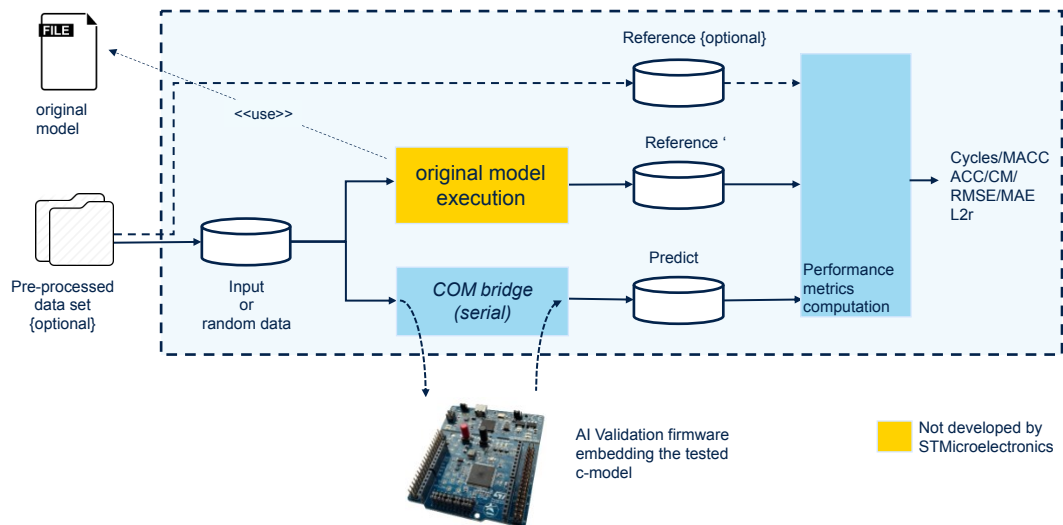 FILE
original
model
<<use>>
Reference {optional}
Reference ‘
original model
execution
Cycles/MACC
ACC/CM/
RMSE/MAE
L2r
Pre-processed
data set
{optional}
Input
or
random data
COM bridge
(serial)
Predict
Performance
metrics
computation
AI Validation firmware
embedding the tested
c-model
Not developed by
STMicroelectronics